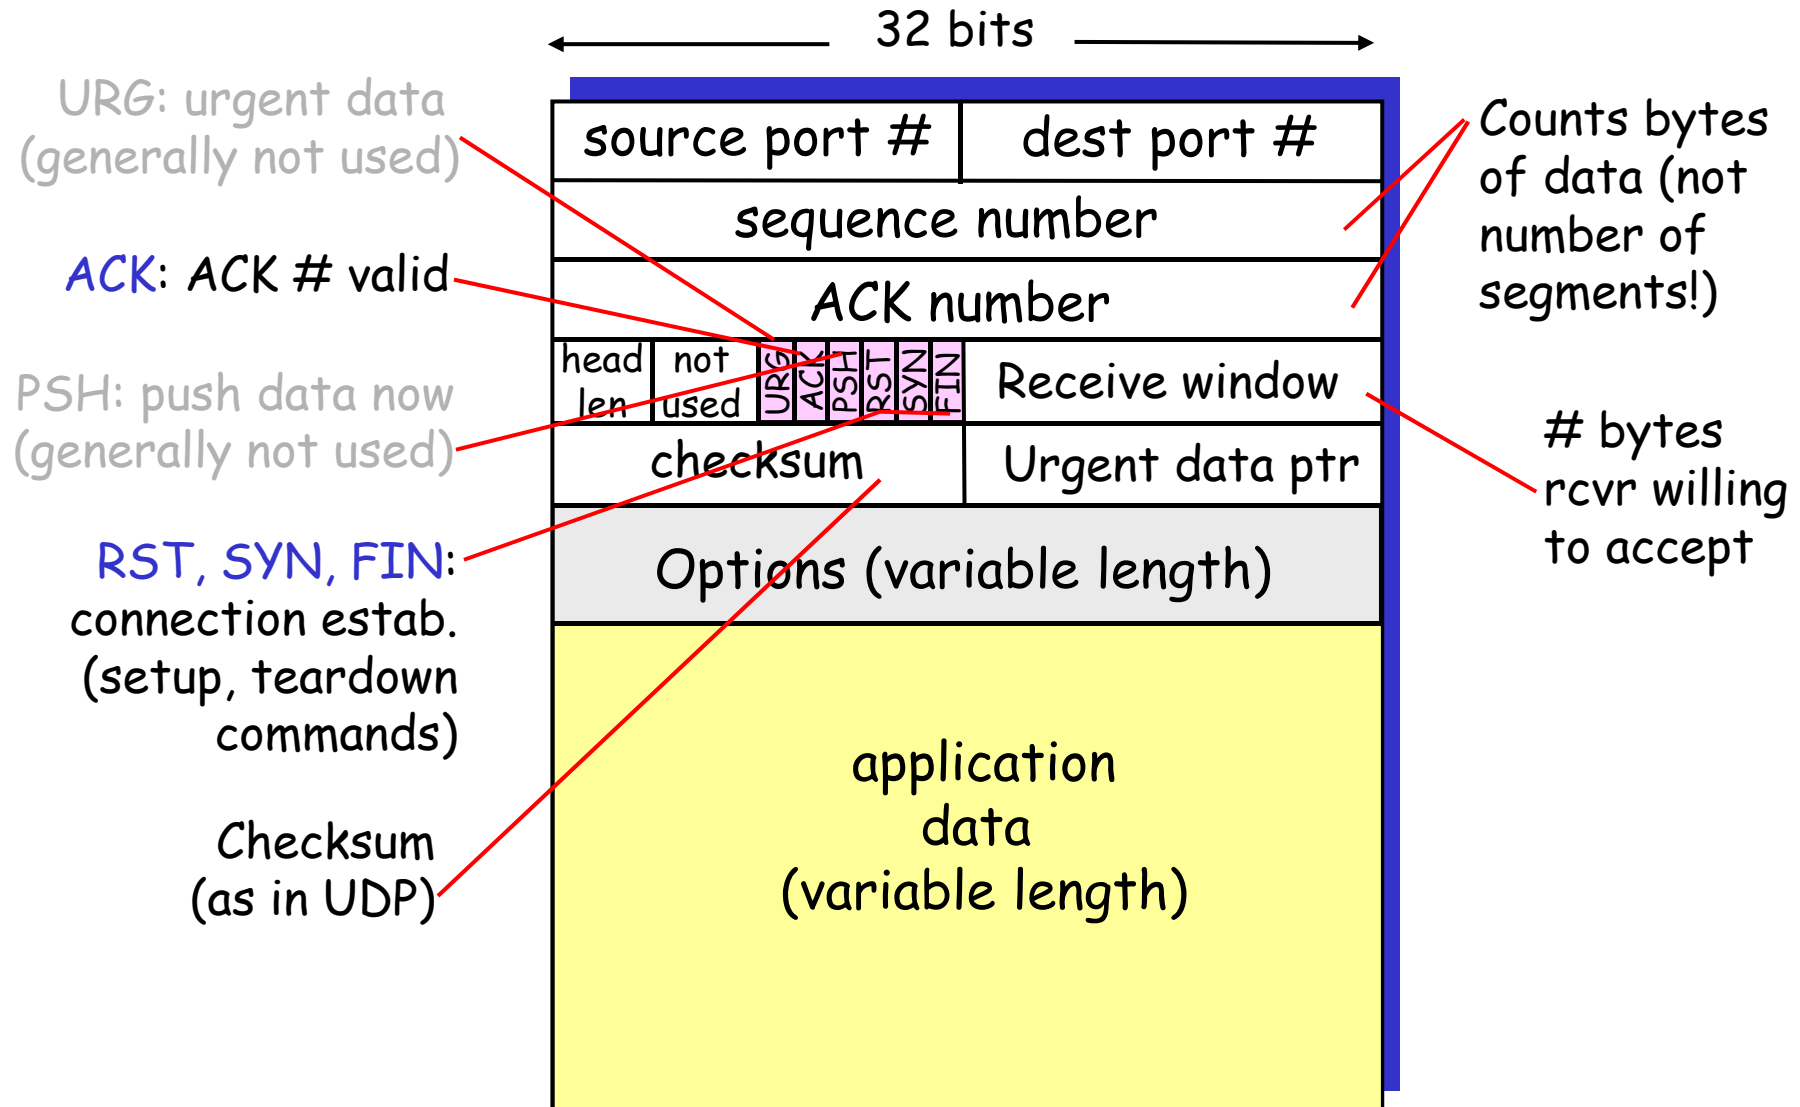 32 bits
URG: urgent data
(generally not used)
ACK: ACK # valid
PSH: push data now
(generally not used)
RST, SYN, FIN:
connection estab.
(setup, teardown
commands)
Checksum
(as in UDP)
source port #
dest port #
sequence number
ACK number
head
len
not
used
URG
ACK
PSH
RST
SYN
FIN
Receive window
checksum
Urgent data ptr
Options (variable length)
application
data
(variable length)
Counts bytes
of data (not
number of
segments!)
# bytes
rcvr willing
to accept